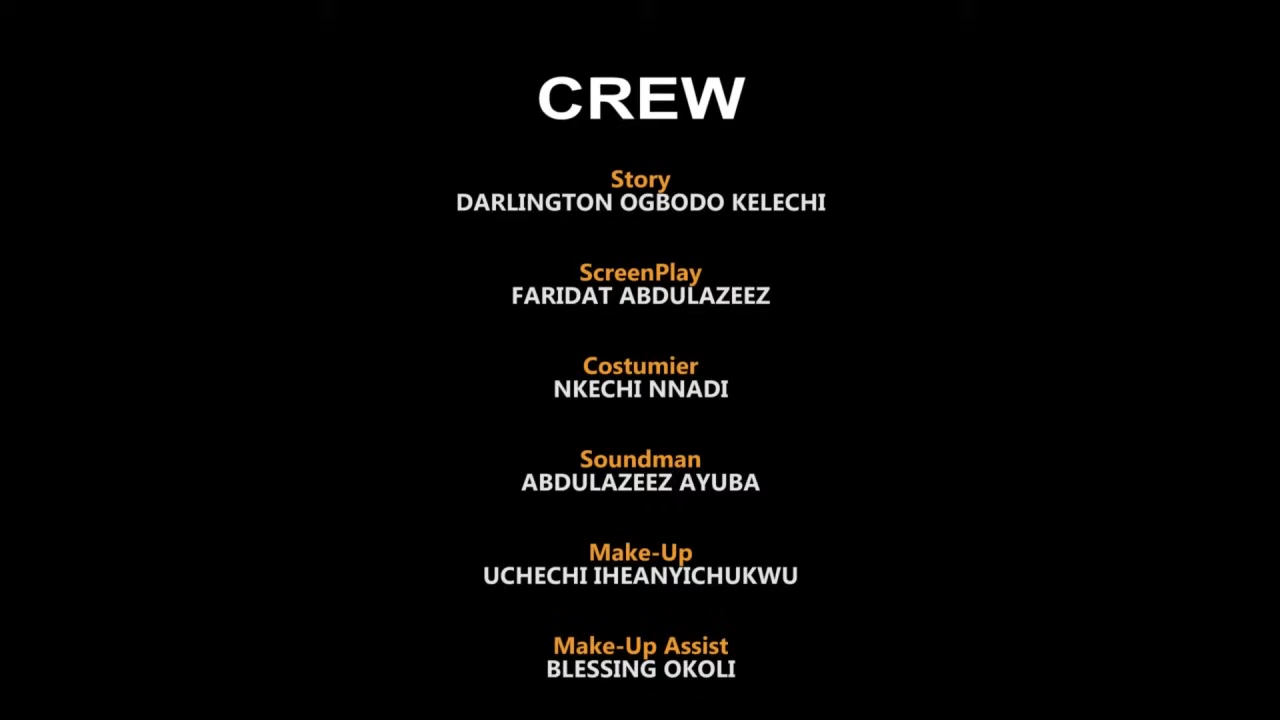 CREW
Story
DARLINGTON OGBODO KELECHI
ScreenPlay
FARIDAT ABDULAZEEZ
Costumier
NKECHI NNADI
Soundman
ABDULAZEEZ AYUBA
Make-Up
UCHECHI IHEANYICHUKWU
Make-Up Assist
BLESSING OKOLI